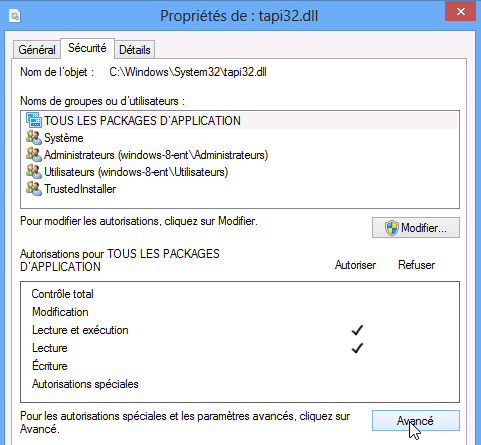 Propriétés de : tapi32.dll
Général
Sécurité
Détails
Nom de l'objet : C:\Windows\System32\tapi32.dll
Noms de groupes ou d'utilisateurs :
TOUS LES PACKAGES D'APPLICATION
Système
Administrateurs (windows-8-ent\Administrateurs)
Utilisateurs (windows-8-ent\Utilisateurs)
TrustedInstaller
Pour modifier les autorisations, cliquez sur Modifier.
Modifier...
Autorisations pour TOUS LES PACKAGES
D'APPLICATION
Autoriser
Refuser
Contrôle total
Modification
Lecture et exécution
Lecture
Écriture
Autorisations spéciales
Pour les autorisations spéciales et les paramètres avancés, cliquez sur
Avancé.
Avancé